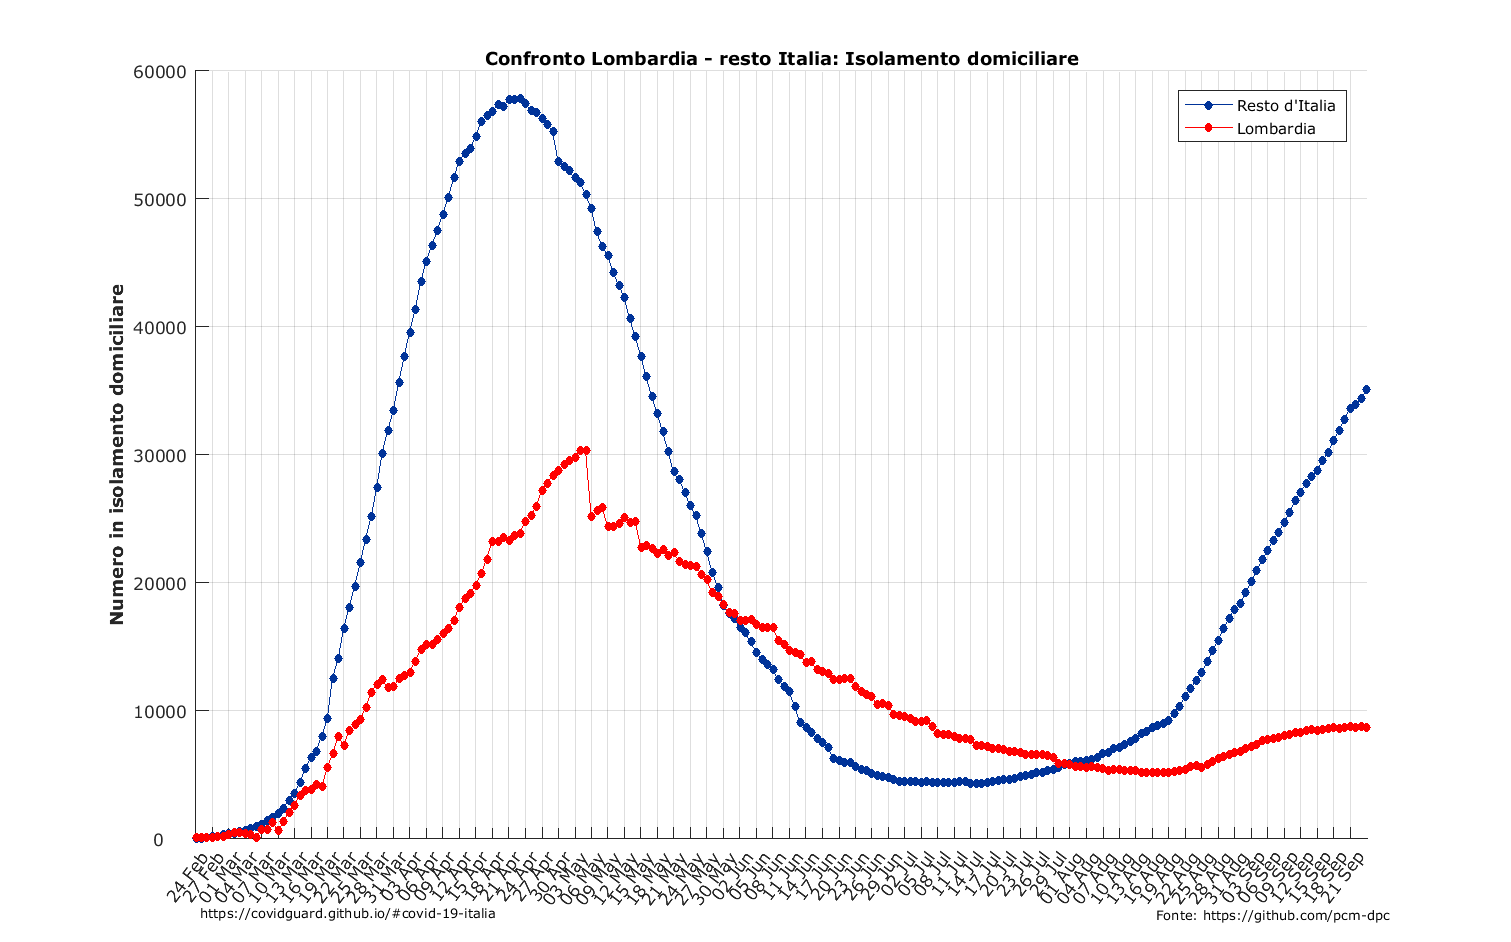 Confronto Lombardia - resto Italia: Isolamento domiciliare
Resto d'Italia
Lombardia
Numero in isolamento domiciliare
60000
50000
40000
30000
20000
10000
0
24 Feb
27 Feb
01 Mar
04 Mar
07 Mar
10 Mar
13 Mar
16 Mar
19 Mar
22 Mar
25 Mar
28 Mar
31 Mar
03 Apr
06 Apr
09 Apr
12 Apr
15 Apr
18 Apr
21 Apr
24 Apr
27 Apr
30 Apr
03 May
06 May
09 May
12 May
15 May
18 May
21 May
24 May
27 May
30 May
02 Jun
05 Jun
08 Jun
11 Jun
14 Jun
17 Jun
20 Jun
23 Jun
26 Jun
29 Jun
02 Jul
05 Jul
08 Jul
11 Jul
14 Jul
17 Jul
20 Jul
23 Jul
26 Jul
29 Jul
01 Aug
04 Aug
07 Aug
10 Aug
13 Aug
16 Aug
19 Aug
22 Aug
25 Aug
28 Aug
31 Aug
03 Sep
06 Sep
09 Sep
12 Sep
15 Sep
18 Sep
21 Sep
https://covidguard.github.io/#covid-19-italia
Fonte: https://github.com/pcm-dpc